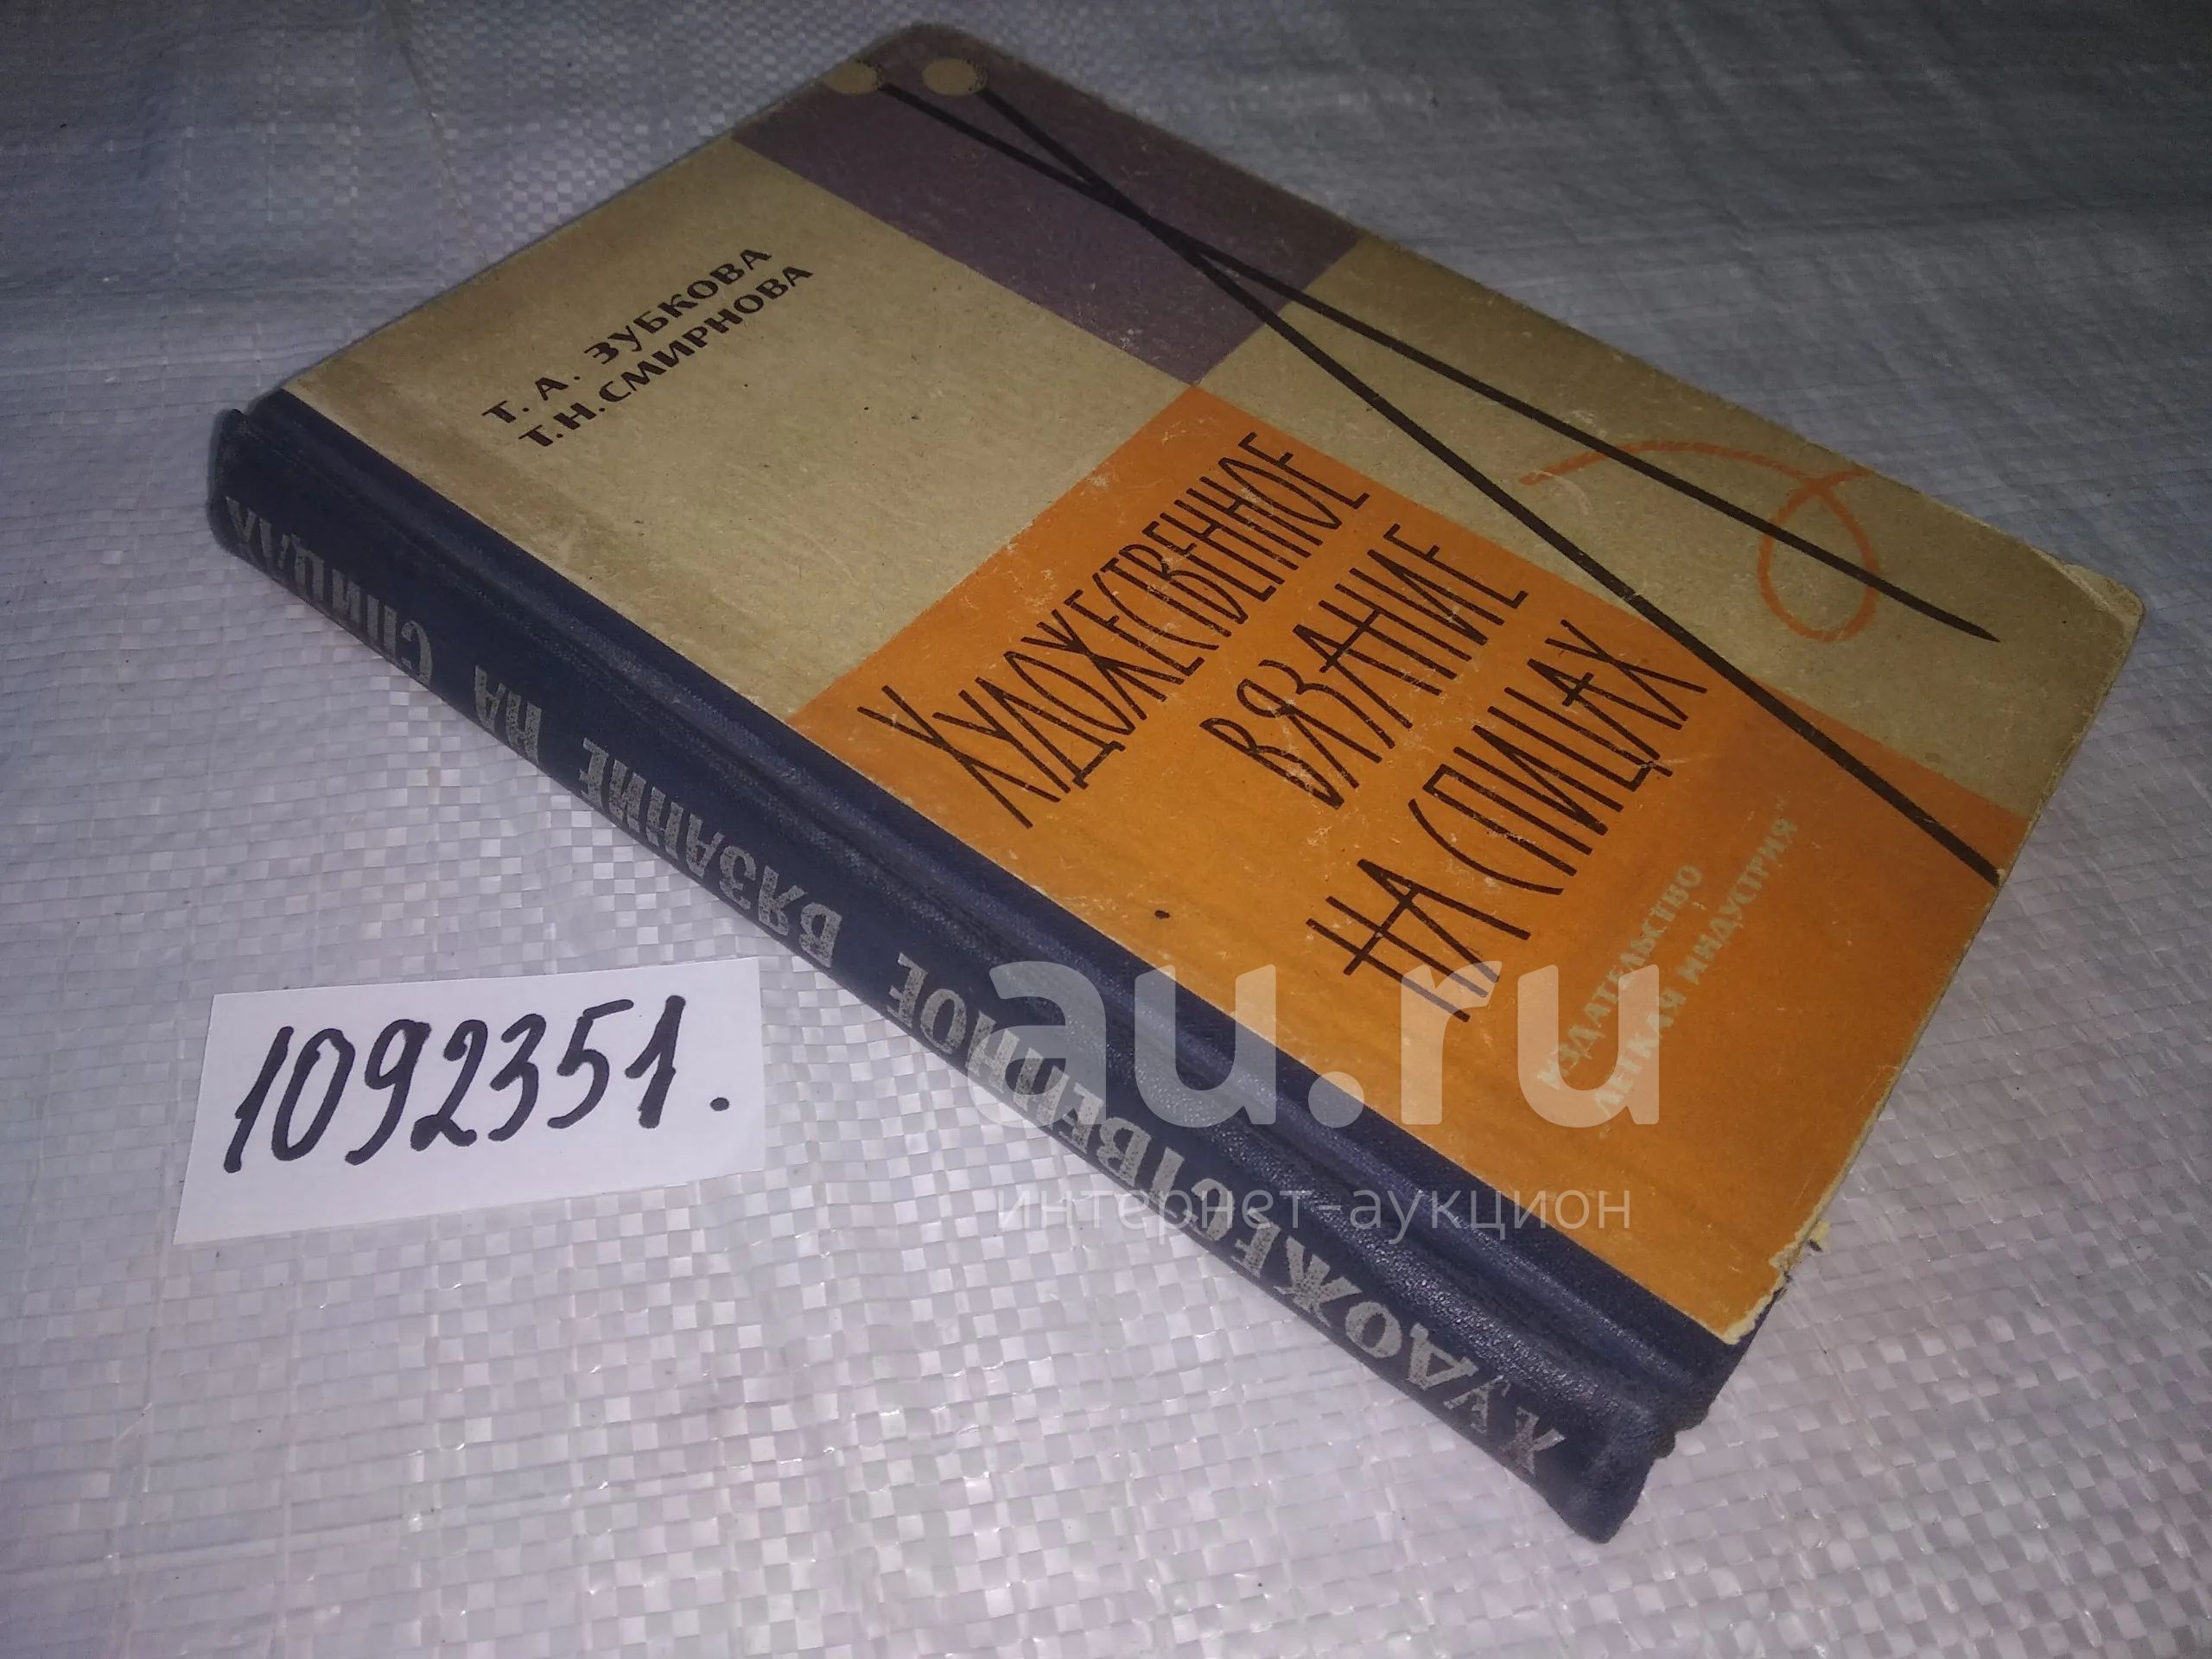 Т. А. ЗУБКОВА
Т.Н.СМИРНОВА
ХУДОЖЕСТВЕННОЕ
ВЯЗАНИЕ
НА СПИЦАХ
ИЗДАТЕЛЬСТВО
„ЛЕГКАЯ ИНДУСТРИЯ“
ХУДОЖЕСТВЕННОЕ ВЯЗАНИЕ НА СПИЦАХ
1092351.
au.ru
интернет-аукцион